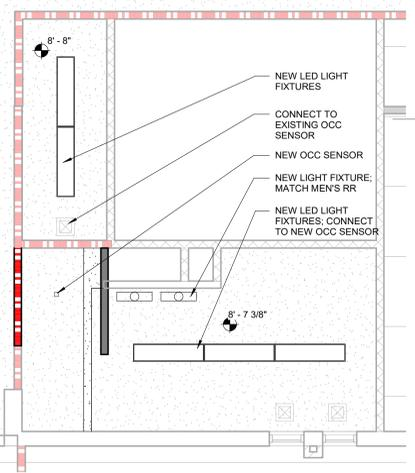 8' - 8"
NEW LED LIGHT
FIXTURES
CONNECT TO
EXISTING OCC
SENSOR
NEW OCC SENSOR
NEW LIGHT FIXTURE;
MATCH MEN'S RR
NEW LED LIGHT
FIXTURES; CONNECT
TO NEW OCC SENSOR
8' - 7 3/8"